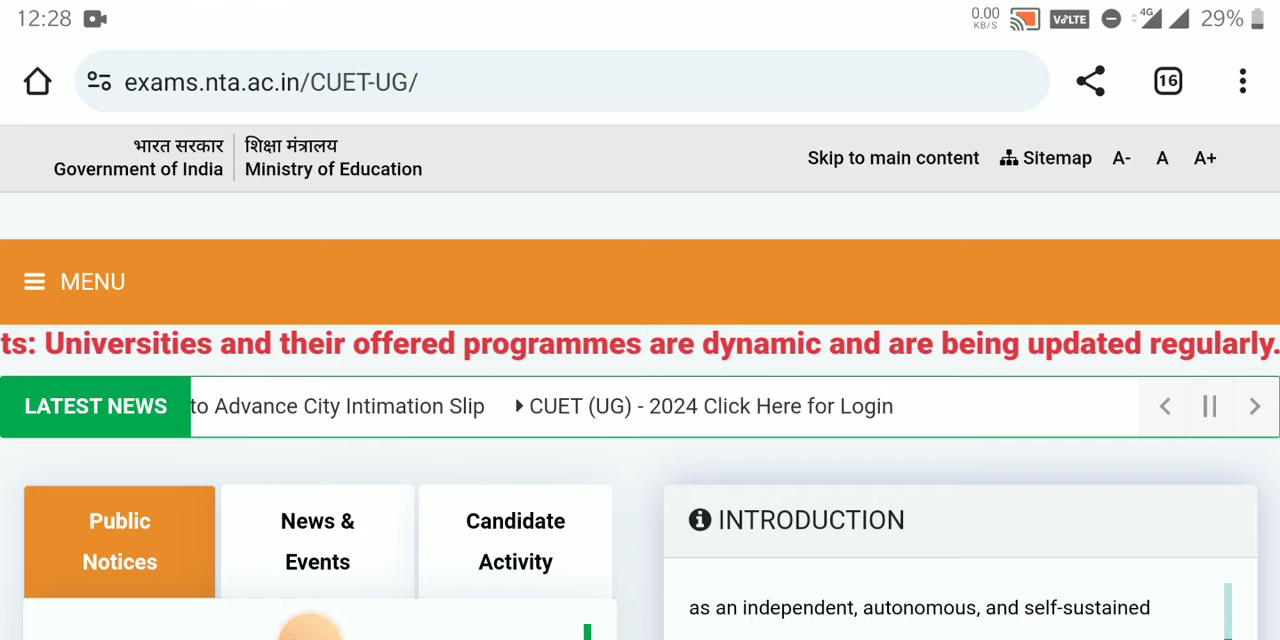 12:28
0.00
KB/S
VoLTE
4G
29%
exams.nta.ac.in/CUET-UG/
16
भारत सरकार
शिक्षा मंत्रालय
Government of India
Ministry of Education
Skip to main content
Sitemap
A-
A
A+
MENU
ts: Universities and their offered programmes are dynamic and are being updated regularly.
LATEST NEWS
to Advance City Intimation Slip
CUET (UG) - 2024 Click Here for Login
Public
Notices
News &
Events
Candidate
Activity
INTRODUCTION
as an independent, autonomous, and self-sustained